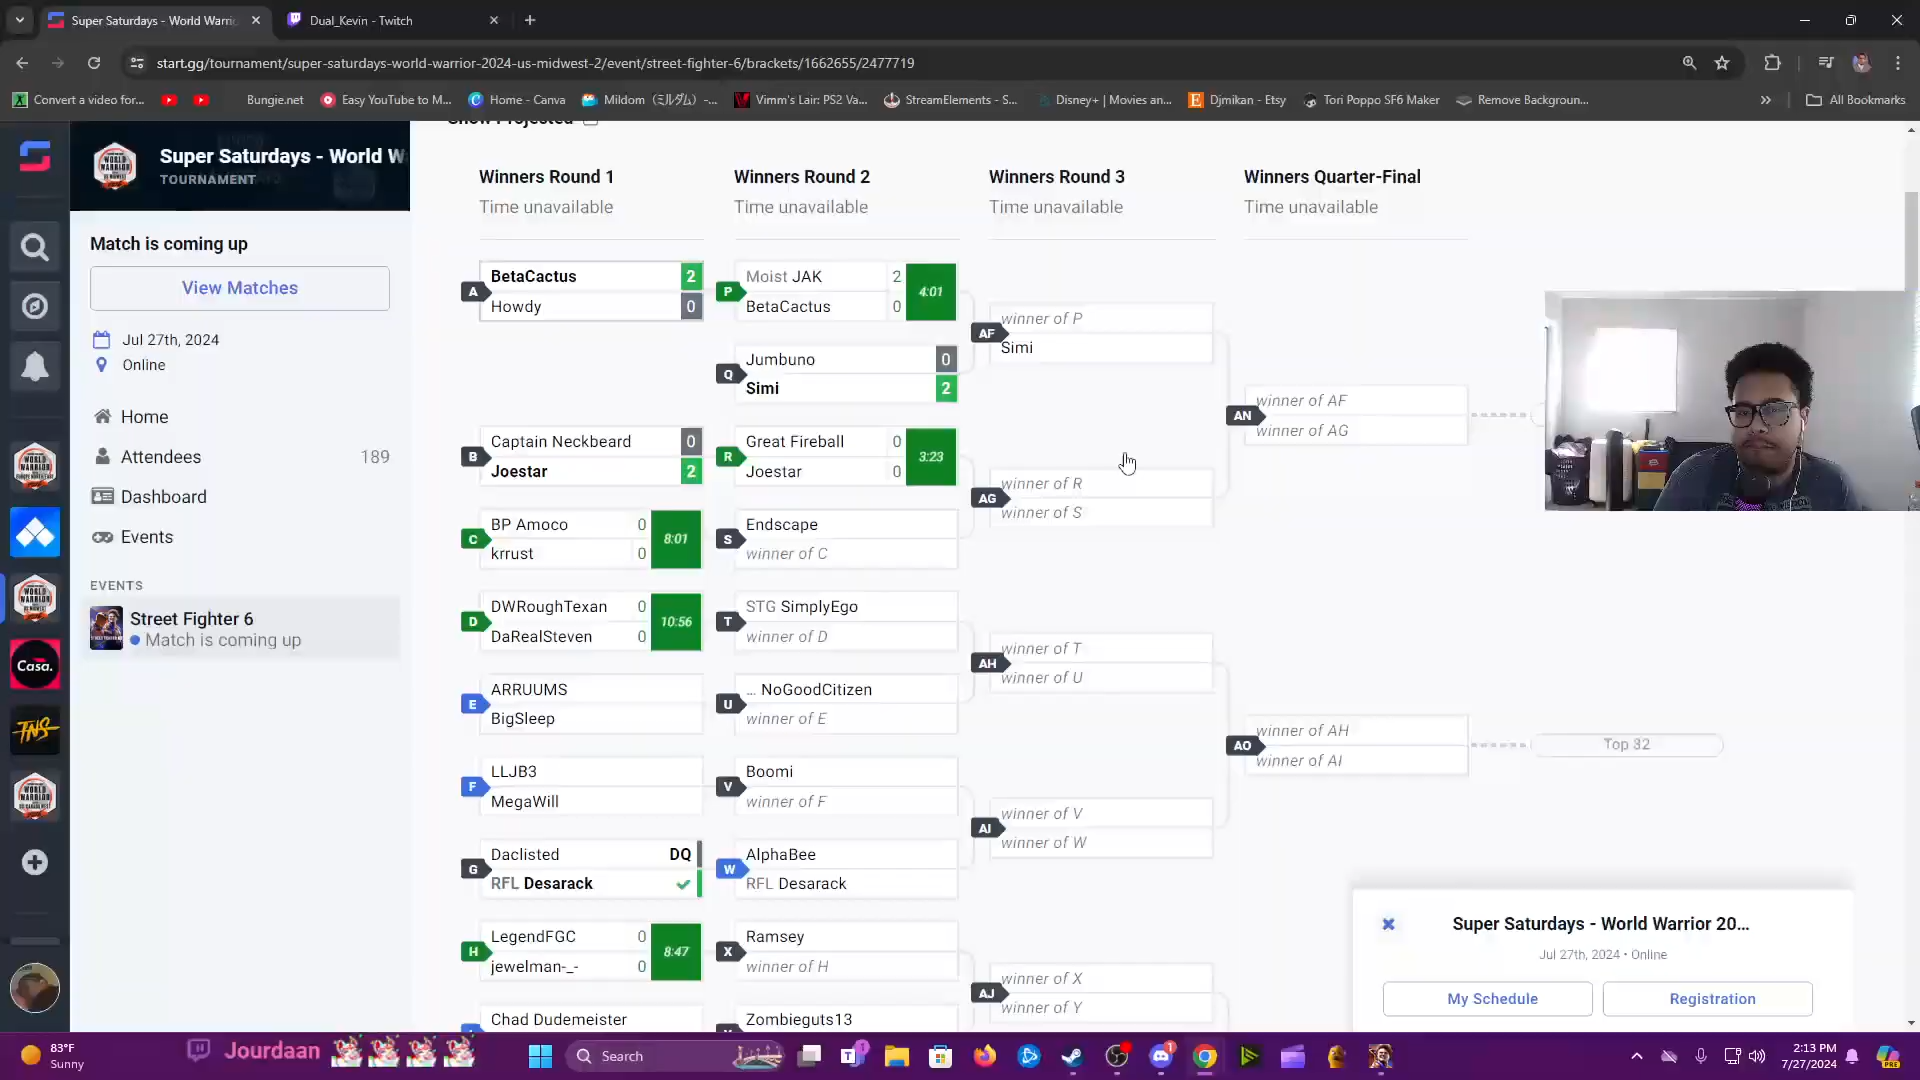 Super Saturdays - World Warri
Dual_Kevin - Twitch
start.gg/tournament/super-saturdays-world-warrior-2024-us-midwest-2/event/street-fighter-6/brackets/1662655/2477719
Convert a video for...
Bungie.net
Easy YouTube to M...
Home - Canva
Mildom (ミルダム) -...
Vimm's Lair: PS2 Va...
StreamElements - S...
Disney+ | Movies an...
Djmikan - Etsy
Tori Poppo SF6 Maker
Remove Backgroun...
All Bookmarks
Super Saturdays - World W
TOURNAMENT
Match is coming up
View Matches
Jul 27th, 2024
Online
Home
Attendees 189
Dashboard
Events
EVENTS
Street Fighter 6
Match is coming up
Casa.
TNS
Show Projected
Winners Round 1
Time unavailable
Winners Round 2
Time unavailable
Winners Round 3
Time unavailable
Winners Quarter-Final
Time unavailable
A
BetaCactus 2
Howdy 0
B
Captain Neckbeard 0
Joestar 2
C
BP Amoco 0
krrust 0
8:01
D
DWRoughTexan 0
DaRealSteven 0
10:56
E
ARRUUMS
BigSleep
F
LLJB3
MegaWill
G
Daclisted DQ
RFL Desarack
H
LegendFGC 0
jewelman-_- 0
8:47
Chad Dudemeister
P
Moist JAK 2
BetaCactus 0
4:01
Q
Jumbuno 0
Simi 2
R
Great Fireball 0
Joestar 0
3:23
S
Endscape
winner of C
T
STG SimplyEgo
winner of D
U
... NoGoodCitizen
winner of E
V
Boomi
winner of F
W
AlphaBee
RFL Desarack
X
Ramsey
winner of H
Zombieguts13
AF
winner of P
Simi
AG
winner of R
winner of S
AH
winner of T
winner of U
AI
winner of V
winner of W
AJ
winner of X
winner of Y
AN
winner of AF
winner of AG
AO
winner of AH
winner of AI
Top 32
Super Saturdays - World Warrior 20...
Jul 27th, 2024 • Online
My Schedule
Registration
83°F
Sunny
Jourdaan
Search
2:13 PM
7/27/2024